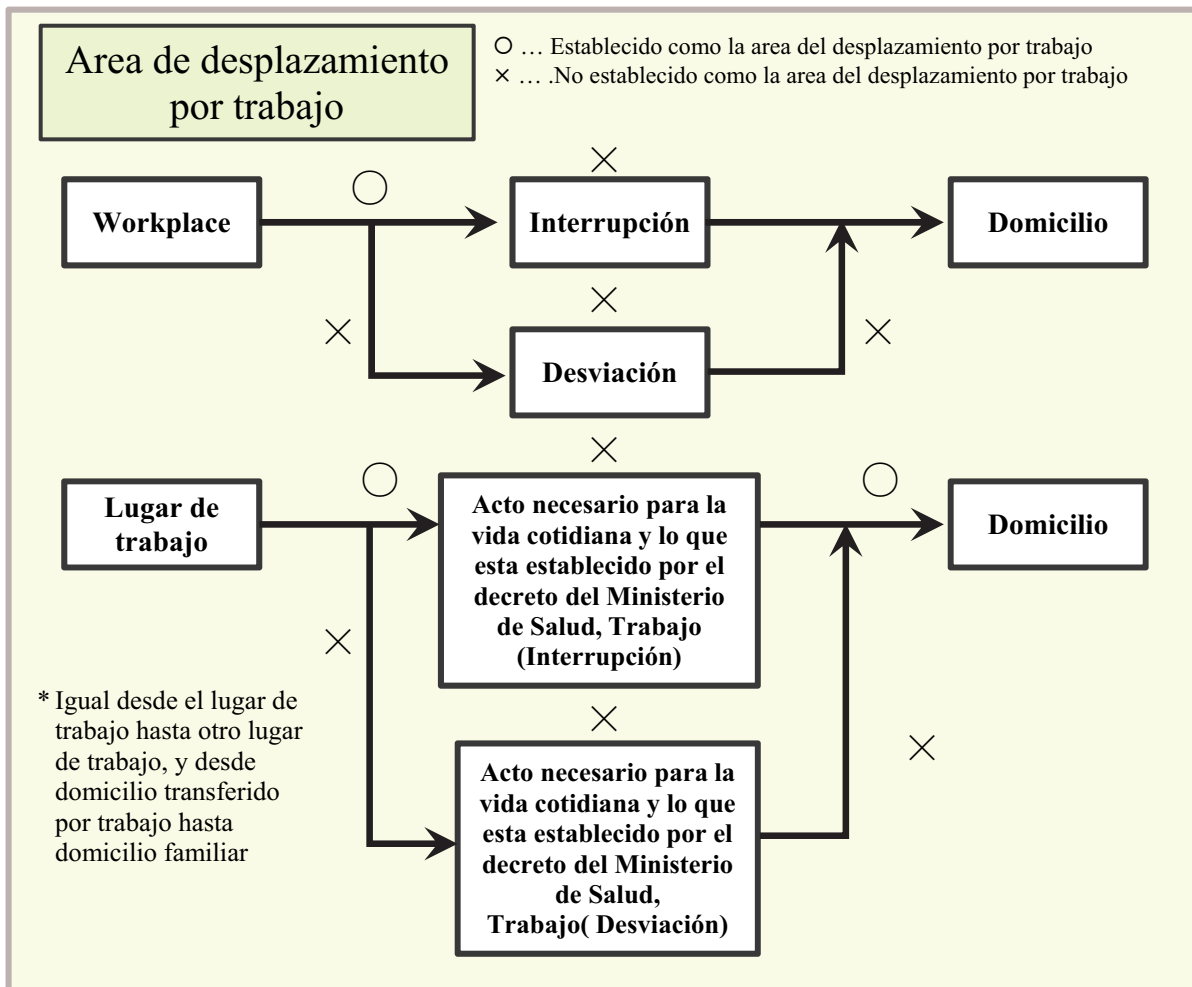 Area de desplazamiento
por trabajo
○ … Establecido como la area del desplazamiento por trabajo
× … .No establecido como la area del desplazamiento por trabajo
×
○
Workplace
Interrupción
Domicilio
×
×
×
Desviación
×
○
○
Lugar de
trabajo
Acto necesario para la
vida cotidiana y lo que
esta establecido por el
decreto del Ministerio
de Salud, Trabajo
(Interrupción)
Domicilio
×
* Igual desde el lugar de
trabajo hasta otro lugar
de trabajo, y desde
domicilio transferido
por trabajo hasta
domicilio familiar
×
×
Acto necesario para la
vida cotidiana y lo que
esta establecido por el
decreto del Ministerio
de Salud,
Trabajo( Desviación)